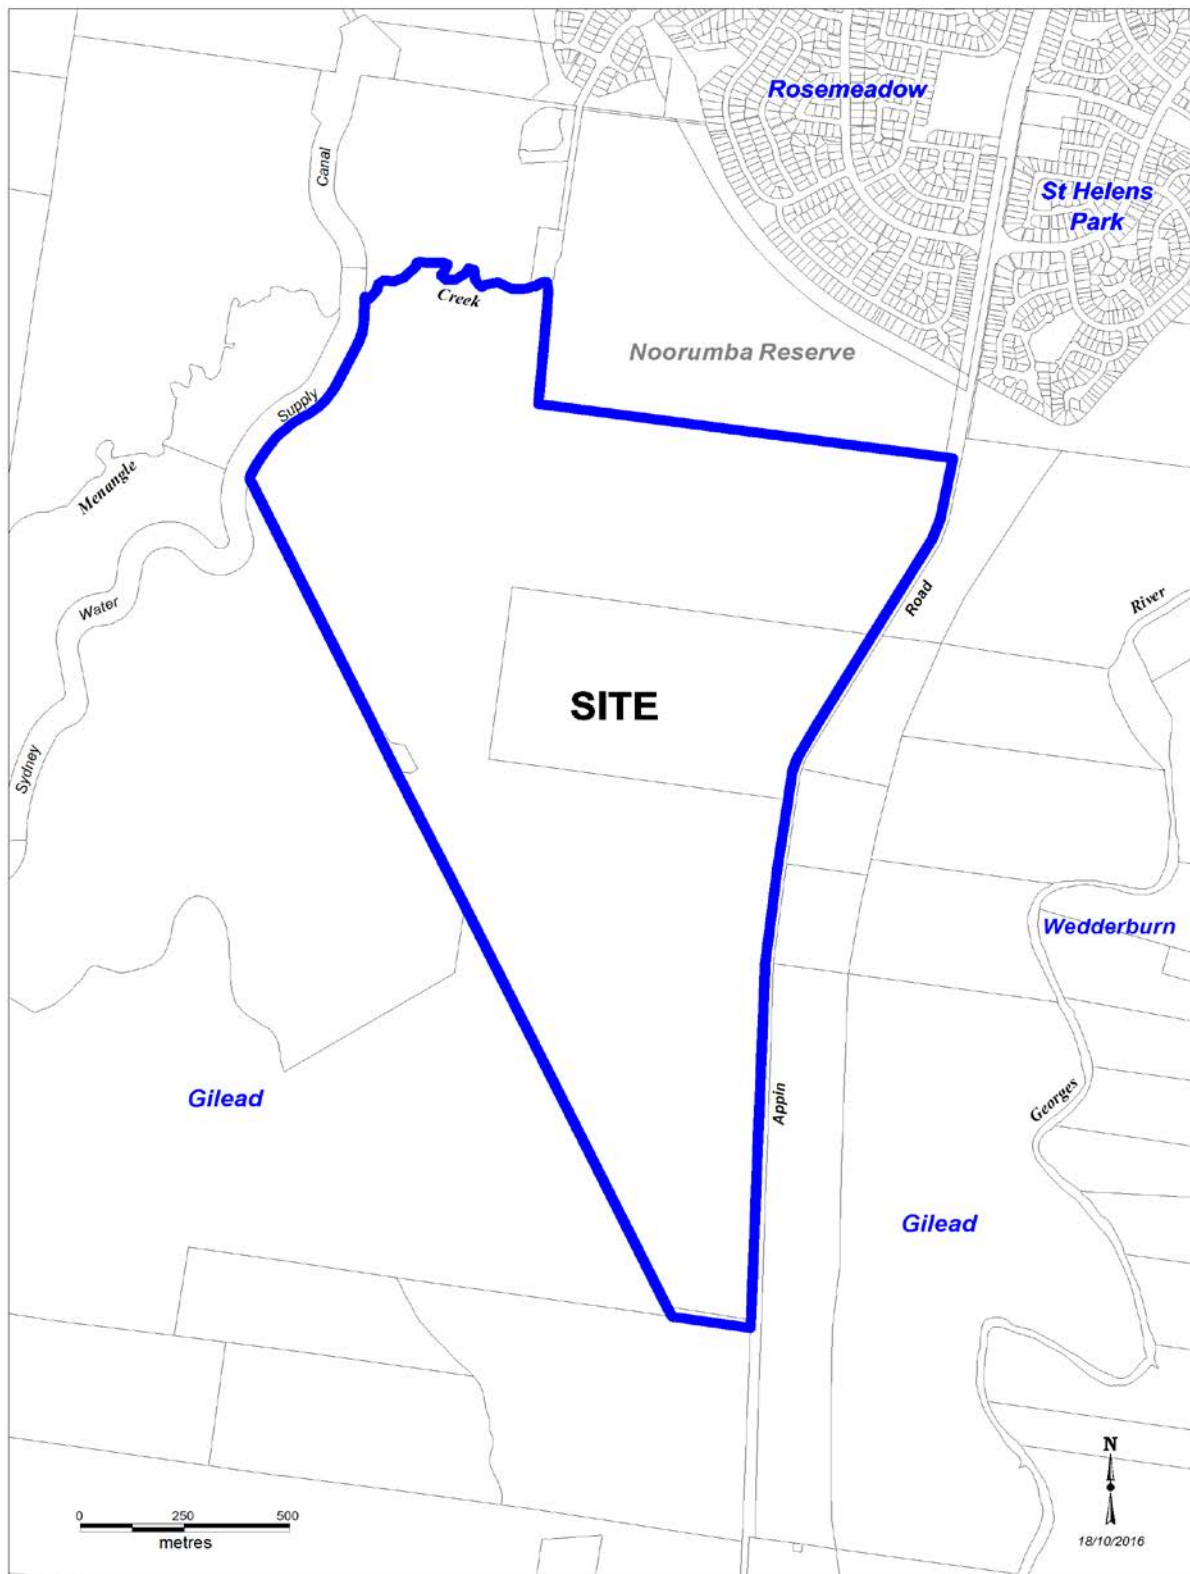 Rosemeadow
Canal
St Helens
Park
Creek
Noorumba Reserve
Supply
Menangle
Road
River
Water
SITE
Sydney
Wedderburn
Gilead
Appin
Georges
Gilead
N
0 250 500
metres
18/10/2016